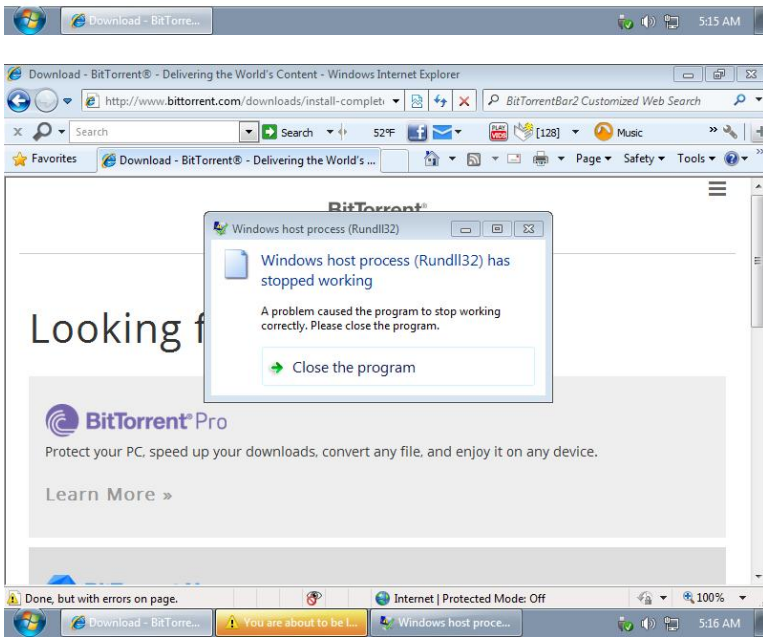 Download - BitTorre...
5:15 AM
Download - BitTorrent® - Delivering the World's Content - Windows Internet Explorer
http://www.bittorrent.com/downloads/install-complet
BitTorrentBar2 Customized Web Search
x Search Search 52°F PLAY [128] Music »
Favorites Download - BitTorrent® - Delivering the World's ... Page Safety Tools »
BitTorrent®
Windows host process (Rundll32)
Windows host process (Rundll32) has
stopped working
A problem caused the program to stop working
correctly. Please close the program.
Close the program
Looking f
BitTorrent® Pro
Protect your PC, speed up your downloads, convert any file, and enjoy it on any device.
Learn More »
Done, but with errors on page.
Internet | Protected Mode: Off
100%
Download - BitTorre...
You are about to be l...
Windows host proce...
5:16 AM